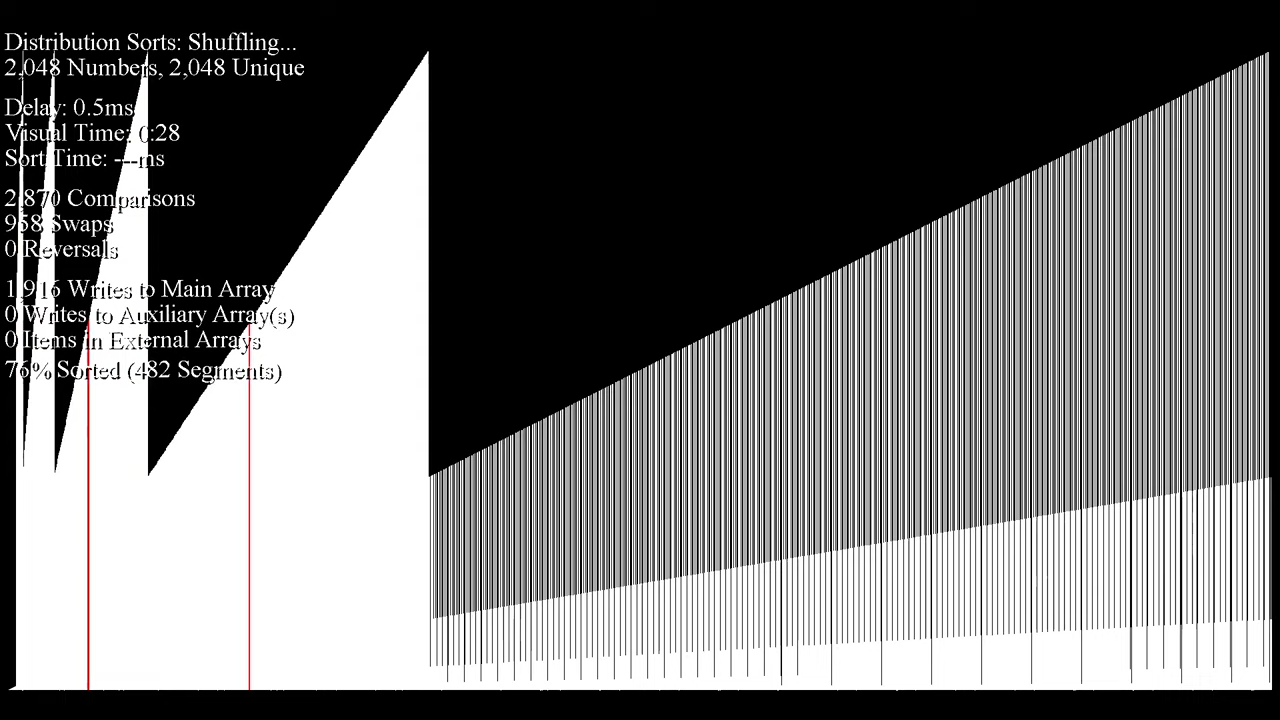 Distribution Sorts: Shuffling...
2,048 Numbers, 2,048 Unique
Delay: 0.5ms
Visual Time: 0:28
Sort Time: ---ms
2,870 Comparisons
958 Swaps
0 Reversals
1,916 Writes to Main Array
0 Writes to Auxiliary Array(s)
0 Items in External Arrays
76% Sorted (482 Segments)